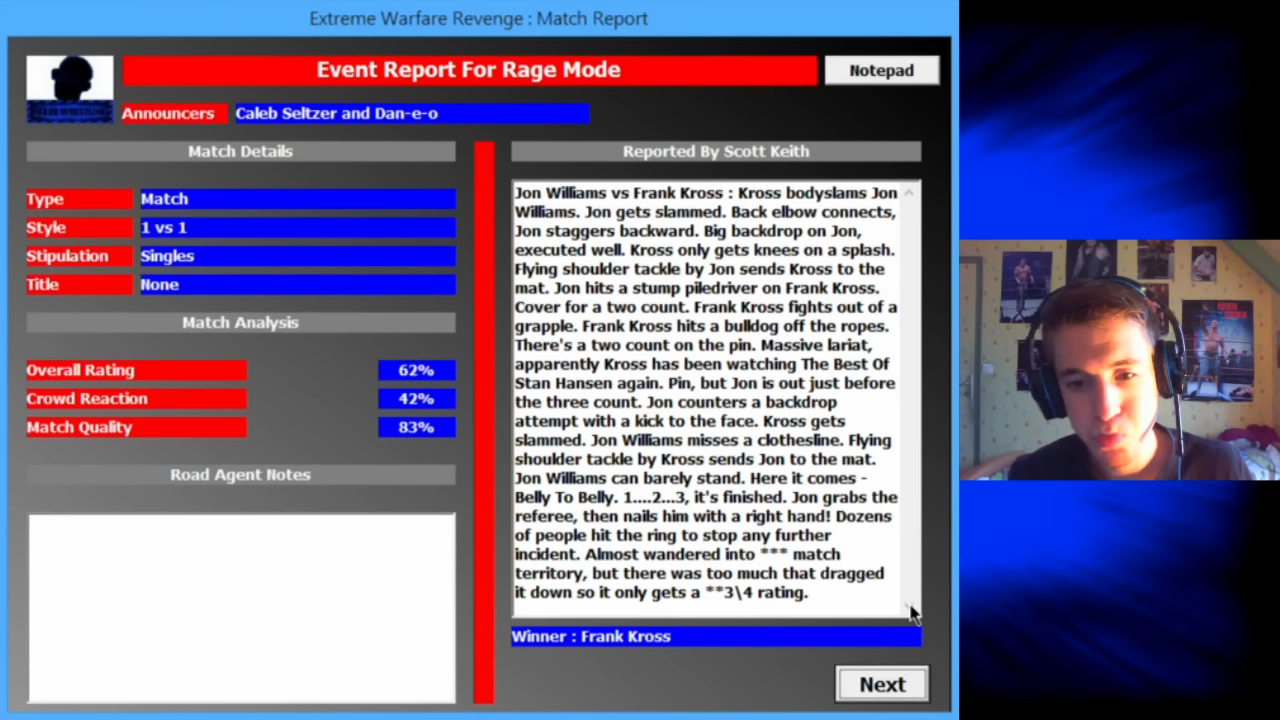 Extreme Warfare Revenge : Match Report
Event Report For Rage Mode
Notepad
Announcers
Caleb Seltzer and Dan-e-o
Match Details
Type
Match
Style
1 vs 1
Stipulation
Singles
Title
None
Match Analysis
Overall Rating
62%
Crowd Reaction
42%
Match Quality
83%
Road Agent Notes
Reported By Scott Keith
Jon Williams vs Frank Kross : Kross bodyslams Jon
Williams. Jon gets slammed. Back elbow connects,
Jon staggers backward. Big backdrop on Jon,
executed well. Kross only gets knees on a splash.
Flying shoulder tackle by Jon sends Kross to the
mat. Jon hits a stump piledriver on Frank Kross.
Cover for a two count. Frank Kross fights out of a
grapple. Frank Kross hits a bulldog off the ropes.
There's a two count on the pin. Massive lariat,
apparently Kross has been watching The Best Of
Stan Hansen again. Pin, but Jon is out just before
the three count. Jon counters a backdrop
attempt with a kick to the face. Kross gets
slammed. Jon Williams misses a clothesline. Flying
shoulder tackle by Kross sends Jon to the mat.
Jon Williams can barely stand. Here it comes -
Belly To Belly. 1....2...3, it's finished. Jon grabs the
referee, then nails him with a right hand! Dozens
of people hit the ring to stop any further
incident. Almost wandered into *** match
territory, but there was too much that dragged
it down so it only gets a **3\4 rating.
Winner : Frank Kross
Next